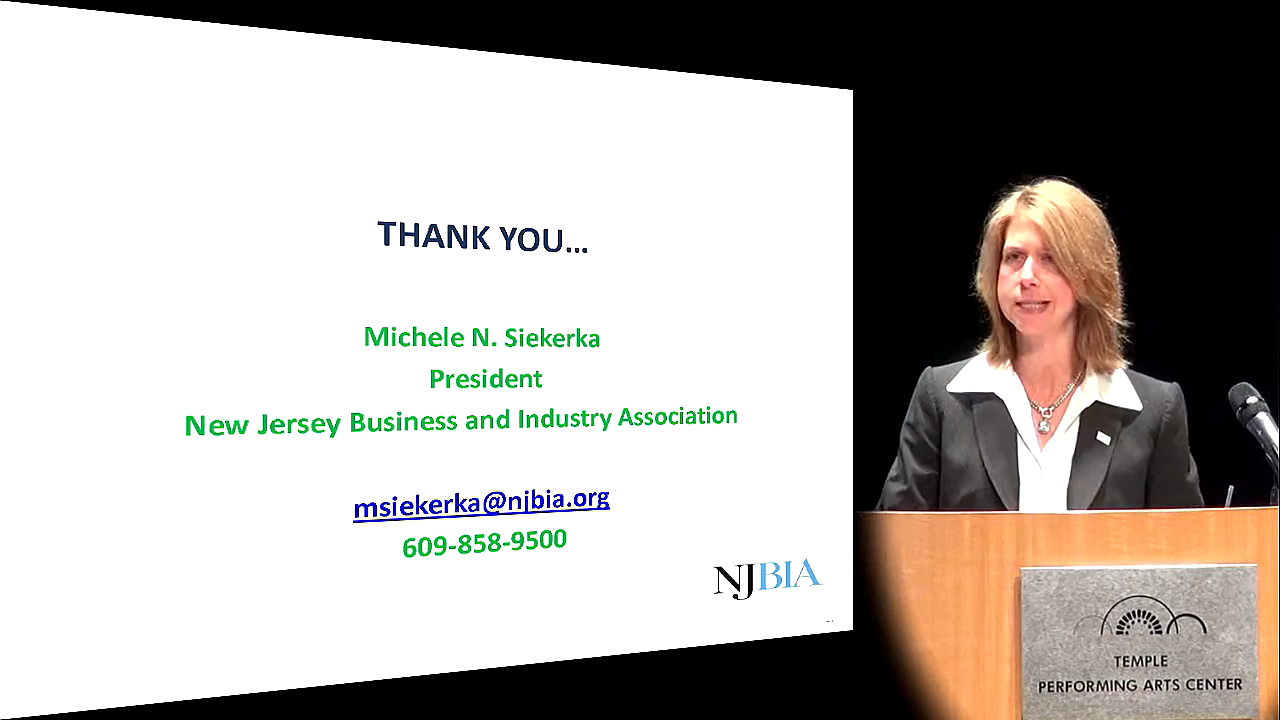 THANK YOU...
Michele N. Siekerka
President
New Jersey Business and Industry Association
msiekerka@njbia.org
609-858-9500
NJBIA
TEMPLE
PERFORMING ARTS CENTER